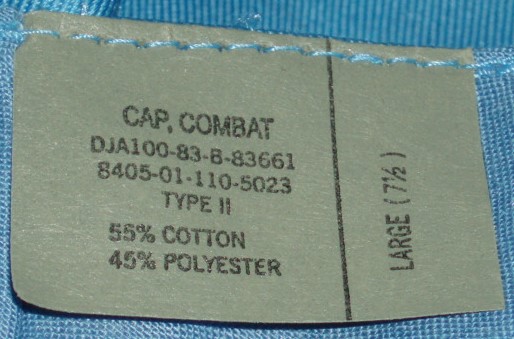 CAP, COMBAT
DJA100-83-B-83661
8405-01-110-5023
TYPE II
55% COTTON
45% POLYESTER
LARGE ( 7½ )